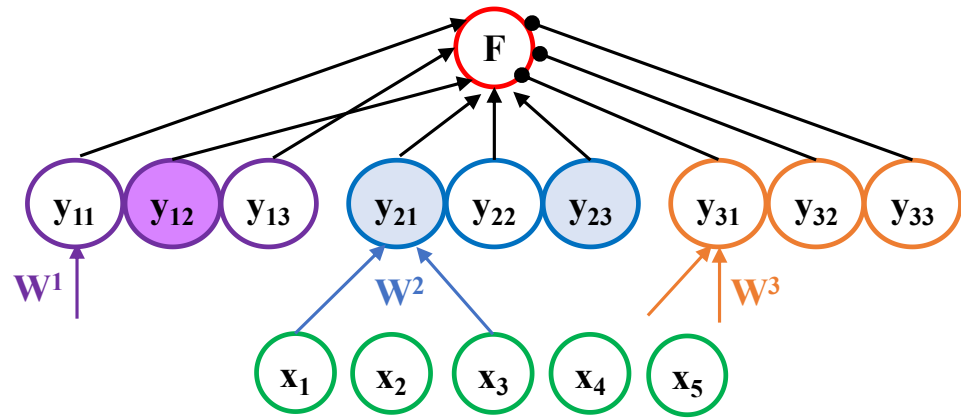 F
y₁₁ y₁₂ y₁₃ y₂₁ y₂₂ y₂₃ y₃₁ y₃₂ y₃₃
W¹ W² W³
x₁ x₂ x₃ x₄ x₅